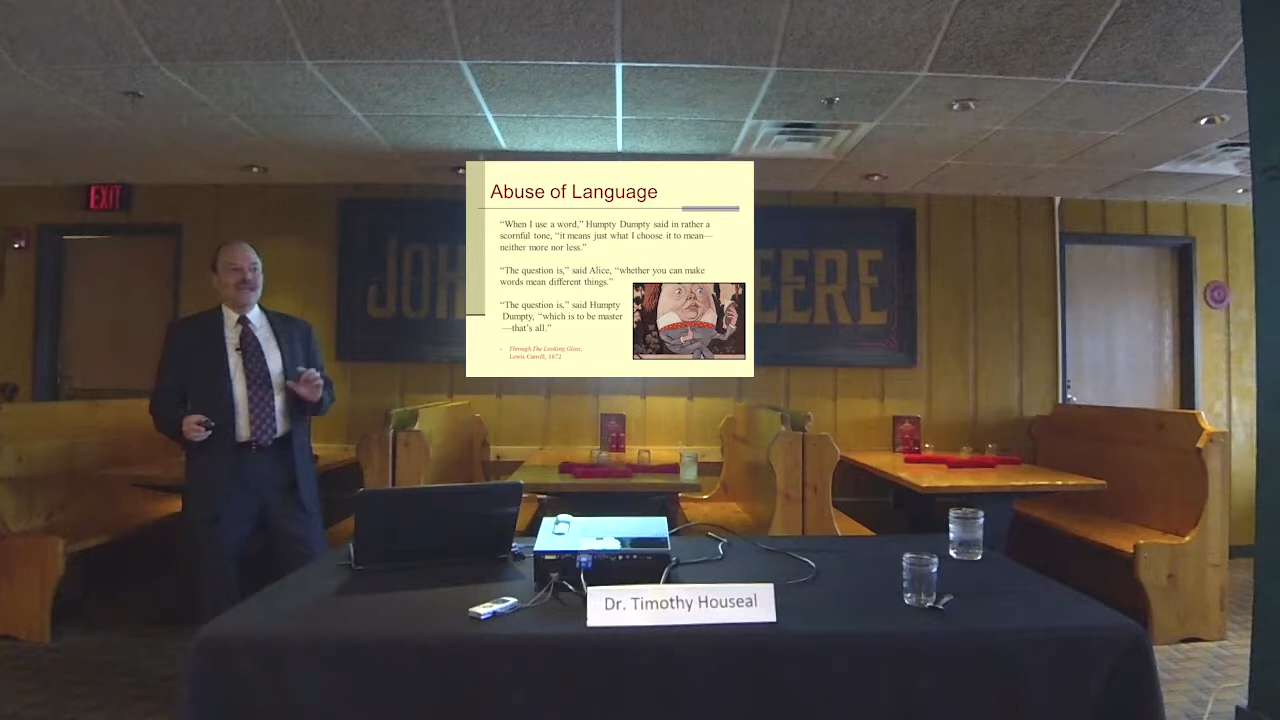 EXIT
JOH
EERE
Abuse of Language
“When I use a word,” Humpty Dumpty said in rather a
scornful tone, “it means just what I choose it to mean—
neither more nor less.”
“The question is,” said Alice, “whether you can make
words mean different things.”
“The question is,” said Humpty
Dumpty, “which is to be master
—that’s all.”
- Through The Looking Glass,
Lewis Carroll, 1872
Dr. Timothy Houseal